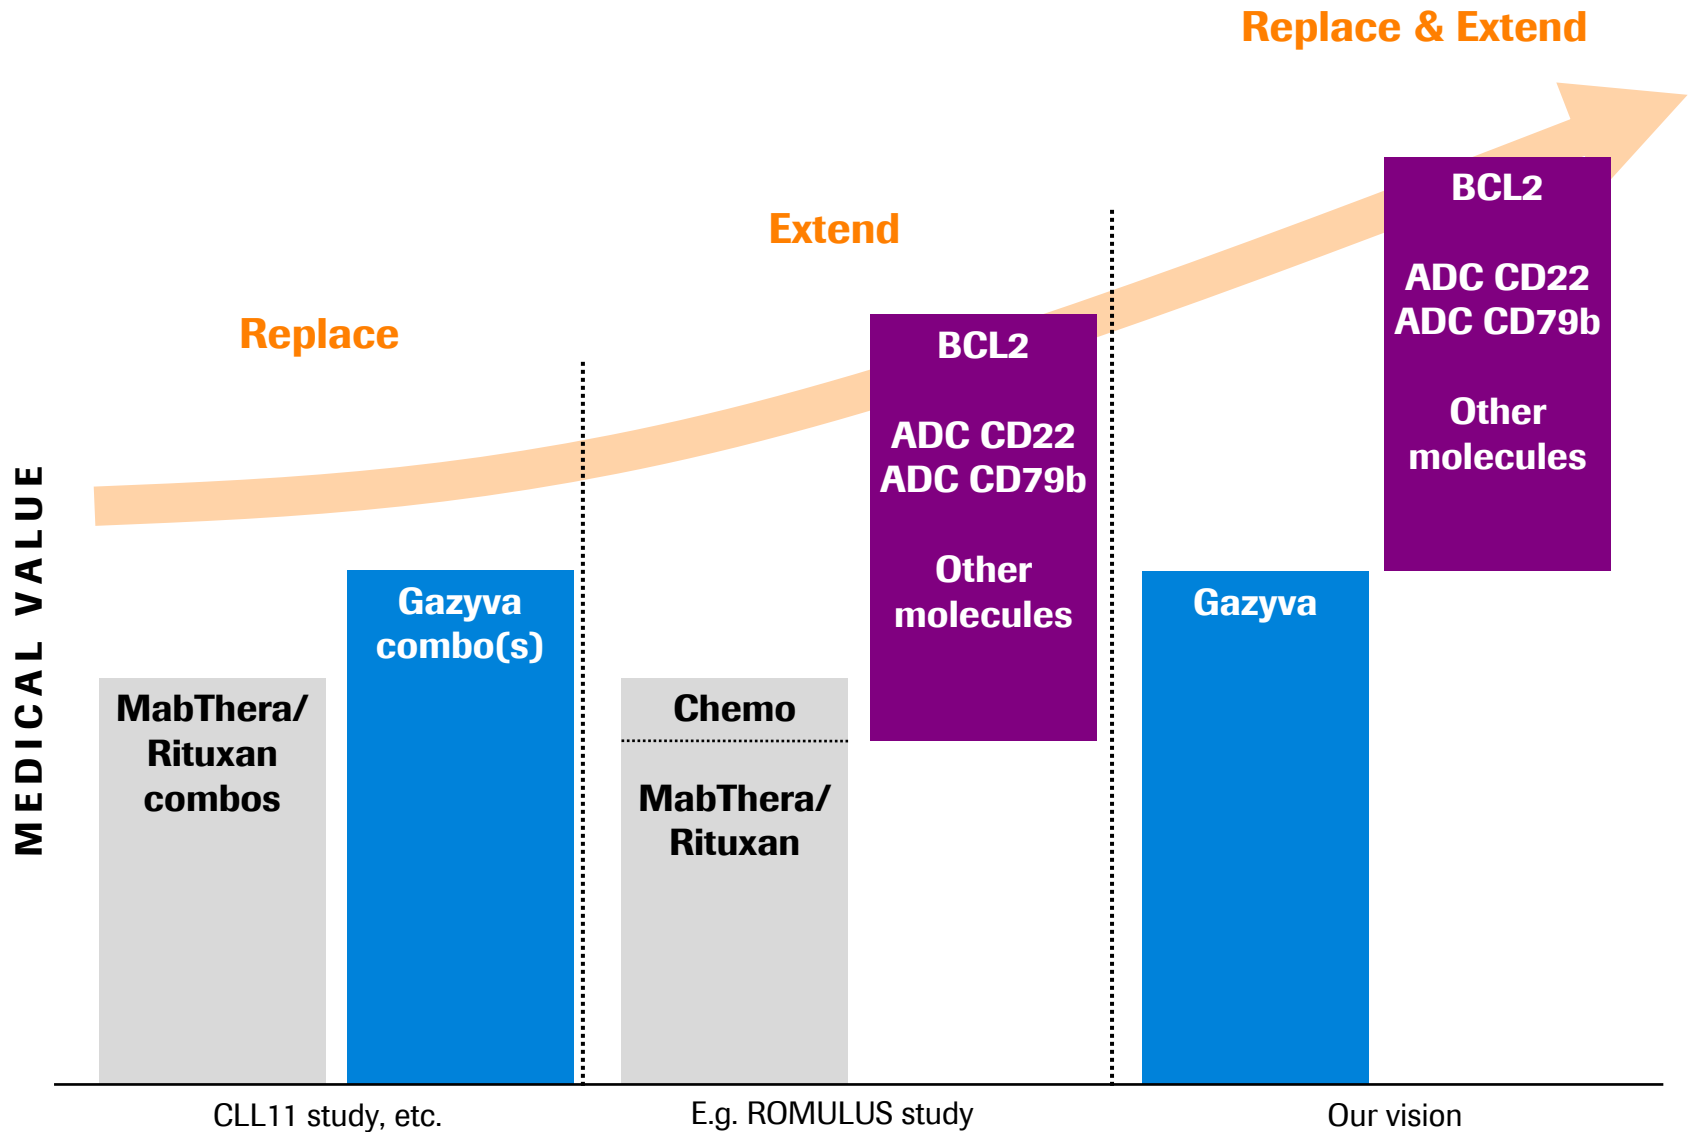 Replace & Extend
Extend
Replace
MEDICAL VALUE
MabThera/
Rituxan
combos
Gazyva
combo(s)
Chemo
MabThera/
Rituxan
BCL2
ADC CD22
ADC CD79b
Other
molecules
Gazyva
BCL2
ADC CD22
ADC CD79b
Other
molecules
CLL11 study, etc.
E.g. ROMULUS study
Our vision